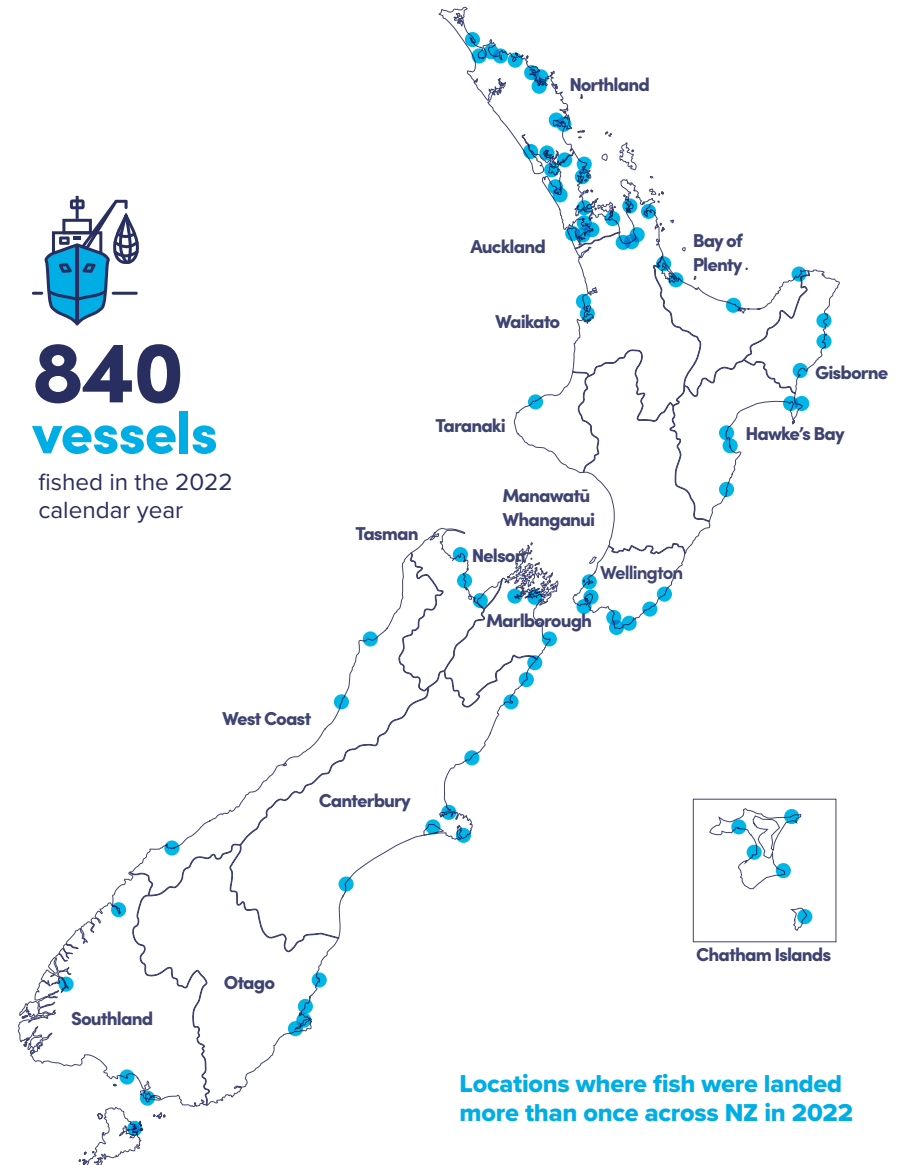 Northland
Auckland
Bay of
Plenty
Waikato
840
vessels
fished in the 2022
calendar year
Gisborne
Taranaki
Hawke's Bay
Manawatū
Whanganui
Tasman
Nelson
Wellington
Marlborough
West Coast
Canterbury
Chatham Islands
Otago
Southland
Locations where fish were landed
more than once across NZ in 2022